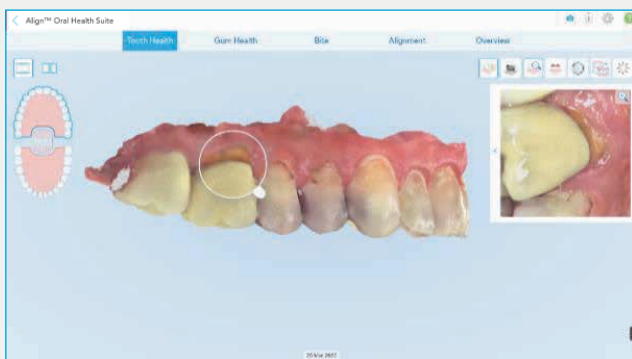 Align™ Oral Health Suite
Tooth Health
Gum Health
Bite
Alignment
Overview